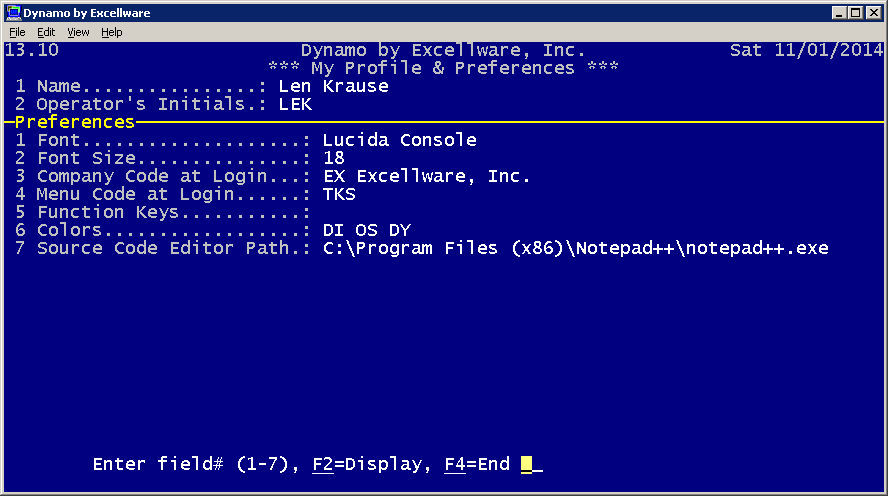 Dynamo by Excellware
File Edit View Help
13.10 Dynamo by Excellware, Inc. Sat 11/01/2014
*** My Profile & Preferences ***
1 Name................: Len Krause
2 Operator's Initials.: LEK
Preferences
1 Font....................: Lucida Console
2 Font Size...............: 18
3 Company Code at Login...: EX Excellware, Inc.
4 Menu Code at Login......: TKS
5 Function Keys...........:
6 Colors..................: DI OS DY
7 Source Code Editor Path.: C:\Program Files (x86)\Notepad++\notepad++.exe
Enter field# (1-7), F2=Display, F4=End _